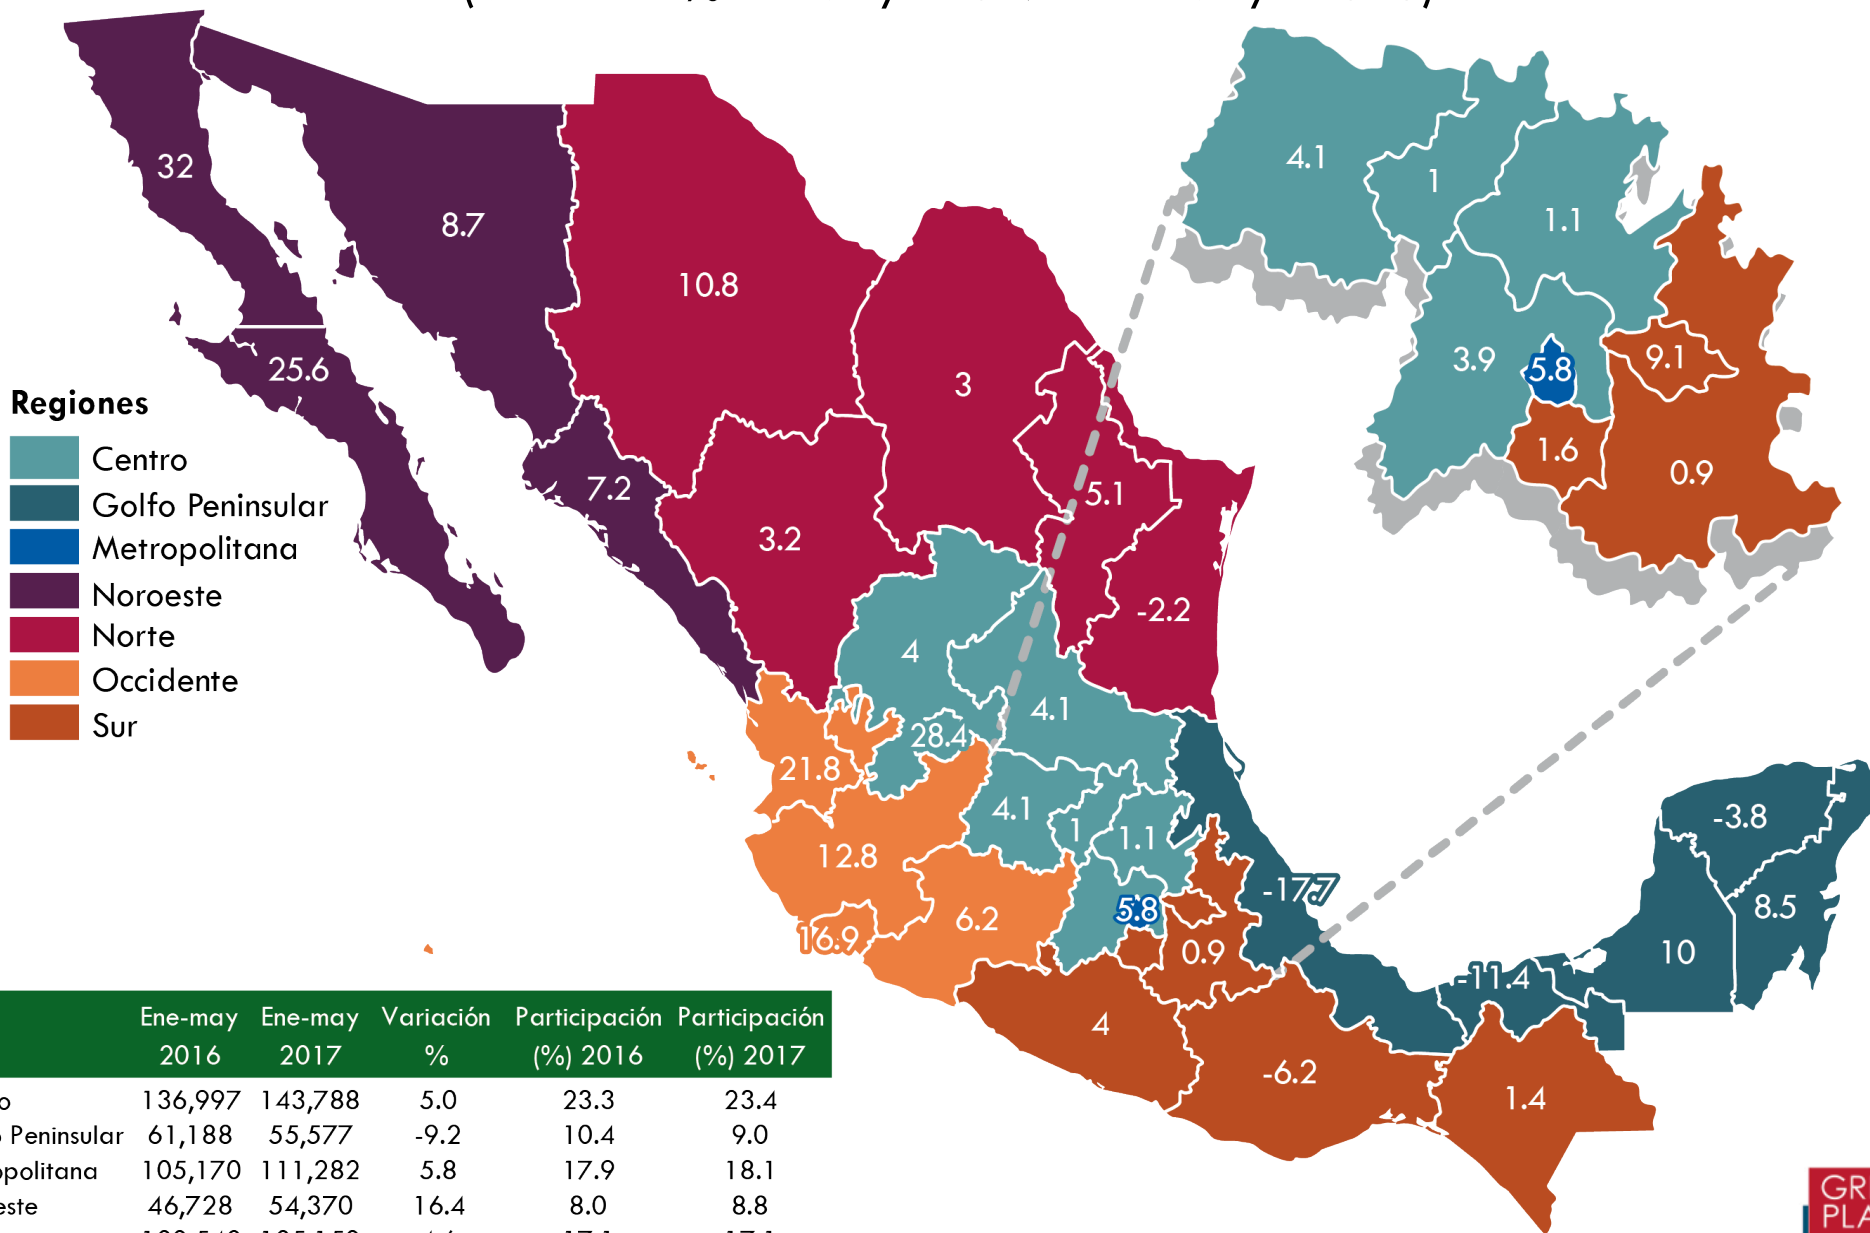 32
8.7
10.8
3
25.6
7.2
3.2
5.1
-2.2
4
4.1
28.4
21.8
4.1
1
1.1
12.8
6.2
16.9
5.8
0.9
-17.7
4
-6.2
1.4
-11.4
10
-3.8
8.5
4.1
1
1.1
3.9
5.8
9.1
1.6
0.9
Regiones
Centro
Golfo Peninsular
Metropolitana
Noroeste
Norte
Occidente
Sur
Ene-may 2016 Ene-may 2017 Variación % Participación (%) 2016 Participación (%) 2017
o 136,997 143,788 5.0 23.3 23.4
Peninsular 61,188 55,577 -9.2 10.4 9.0
opolitana 105,170 111,282 5.8 17.9 18.1
este 46,728 54,370 16.4 8.0 8.8
GR
PLA